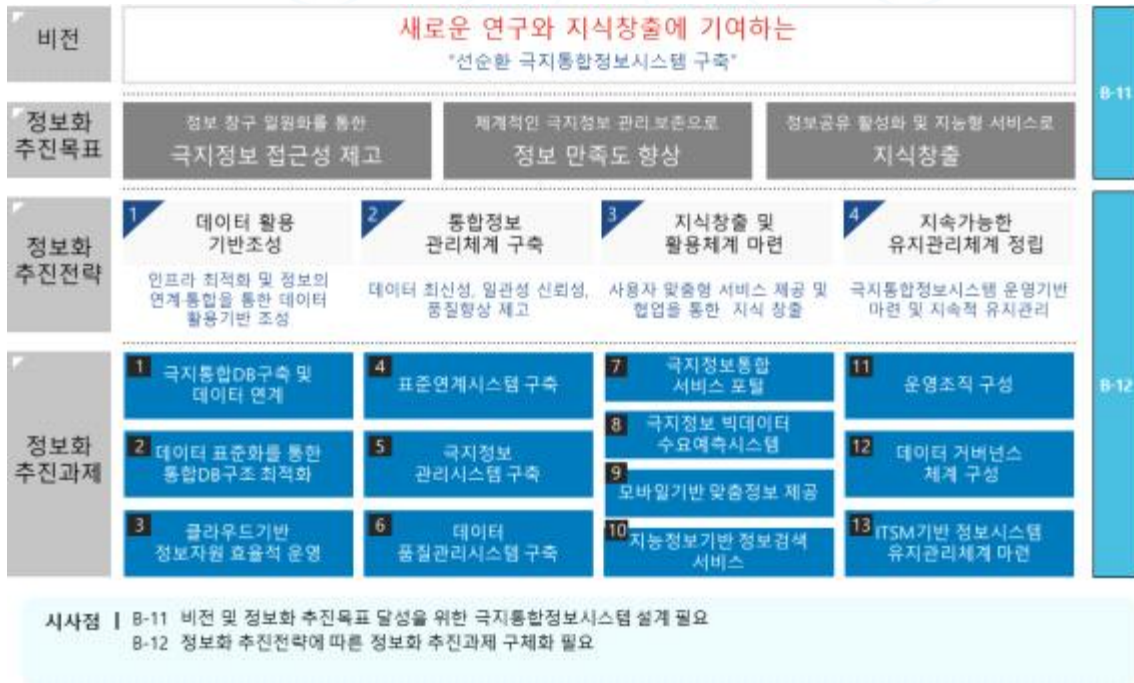 비전
새로운 연구와 지식창출에 기여하는
"선순환 극지통합정보시스템 구축"
B-11
정보화
추진목표
정보 창구 일원화를 통한
극지정보 접근성 제고
체계적인 극지정보 관리.보존으로
정보 만족도 향상
정보공유 활성화 및 지능형 서비스로
지식창출
정보화
추진전략
1
데이터 활용
기반조성
인프라 최적화 및 정보의
연계·통합을 통한 데이터
활용기반 조성
2
통합정보
관리체계 구축
데이터 최신성, 일관성 신뢰성,
품질향상 제고
3
지식창출 및
활용체계 마련
사용자 맞춤형 서비스 제공 및
협업을 통한 지식 창출
4
지속가능한
유지관리체계 정립
극지통합정보시스템 운영기반
마련 및 지속적 유지관리
B-12
정보화
추진과제
1 극지통합DB구축 및
데이터 연계
2 데이터 표준화를 통한
통합DB구조 최적화
3 클라우드기반
정보자원 효율적 운영
4 표준연계시스템 구축
5 극지정보
관리시스템 구축
6 데이터
품질관리시스템 구축
7 극지정보통합
서비스 포탈
8 극지정보 빅데이터
수요예측시스템
9 모바일기반 맞춤정보 제공
10 지능정보기반 정보검색
서비스
11 운영조직 구성
12 데이터 거버넌스
체계 구성
13 ITSM기반 정보시스템
유지관리체계 마련
시사점 | B-11 비전 및 정보화 추진목표 달성을 위한 극지통합정보시스템 설계 필요
B-12 정보화 추진전략에 따른 정보화 추진과제 구체화 필요